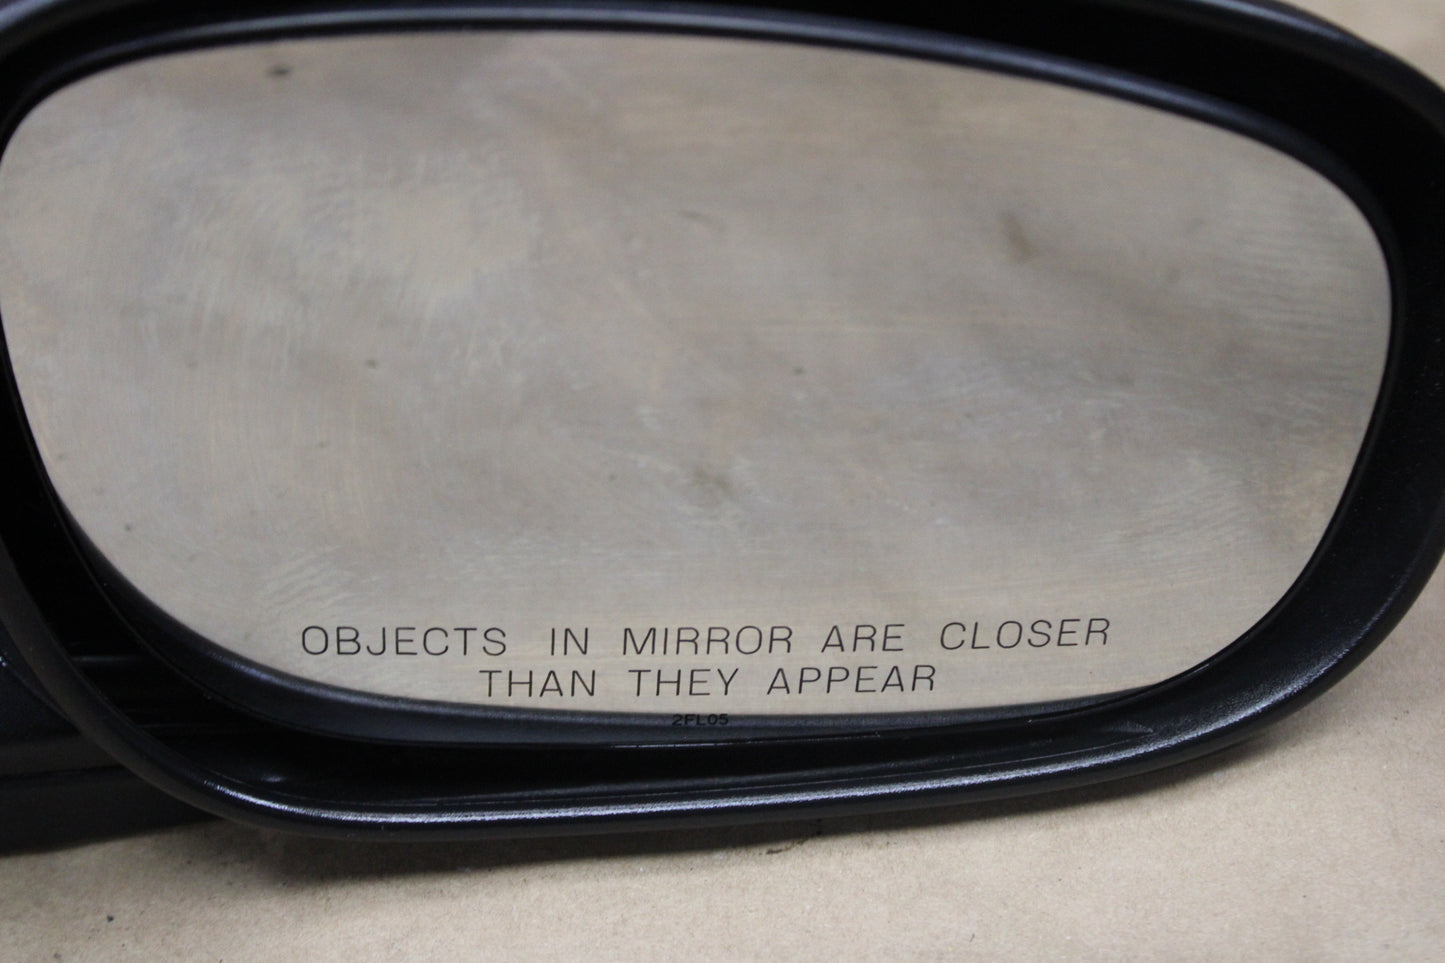 OBJECTS IN MIRROR ARE CLOSER
THAN THEY APPEAR
2FL05